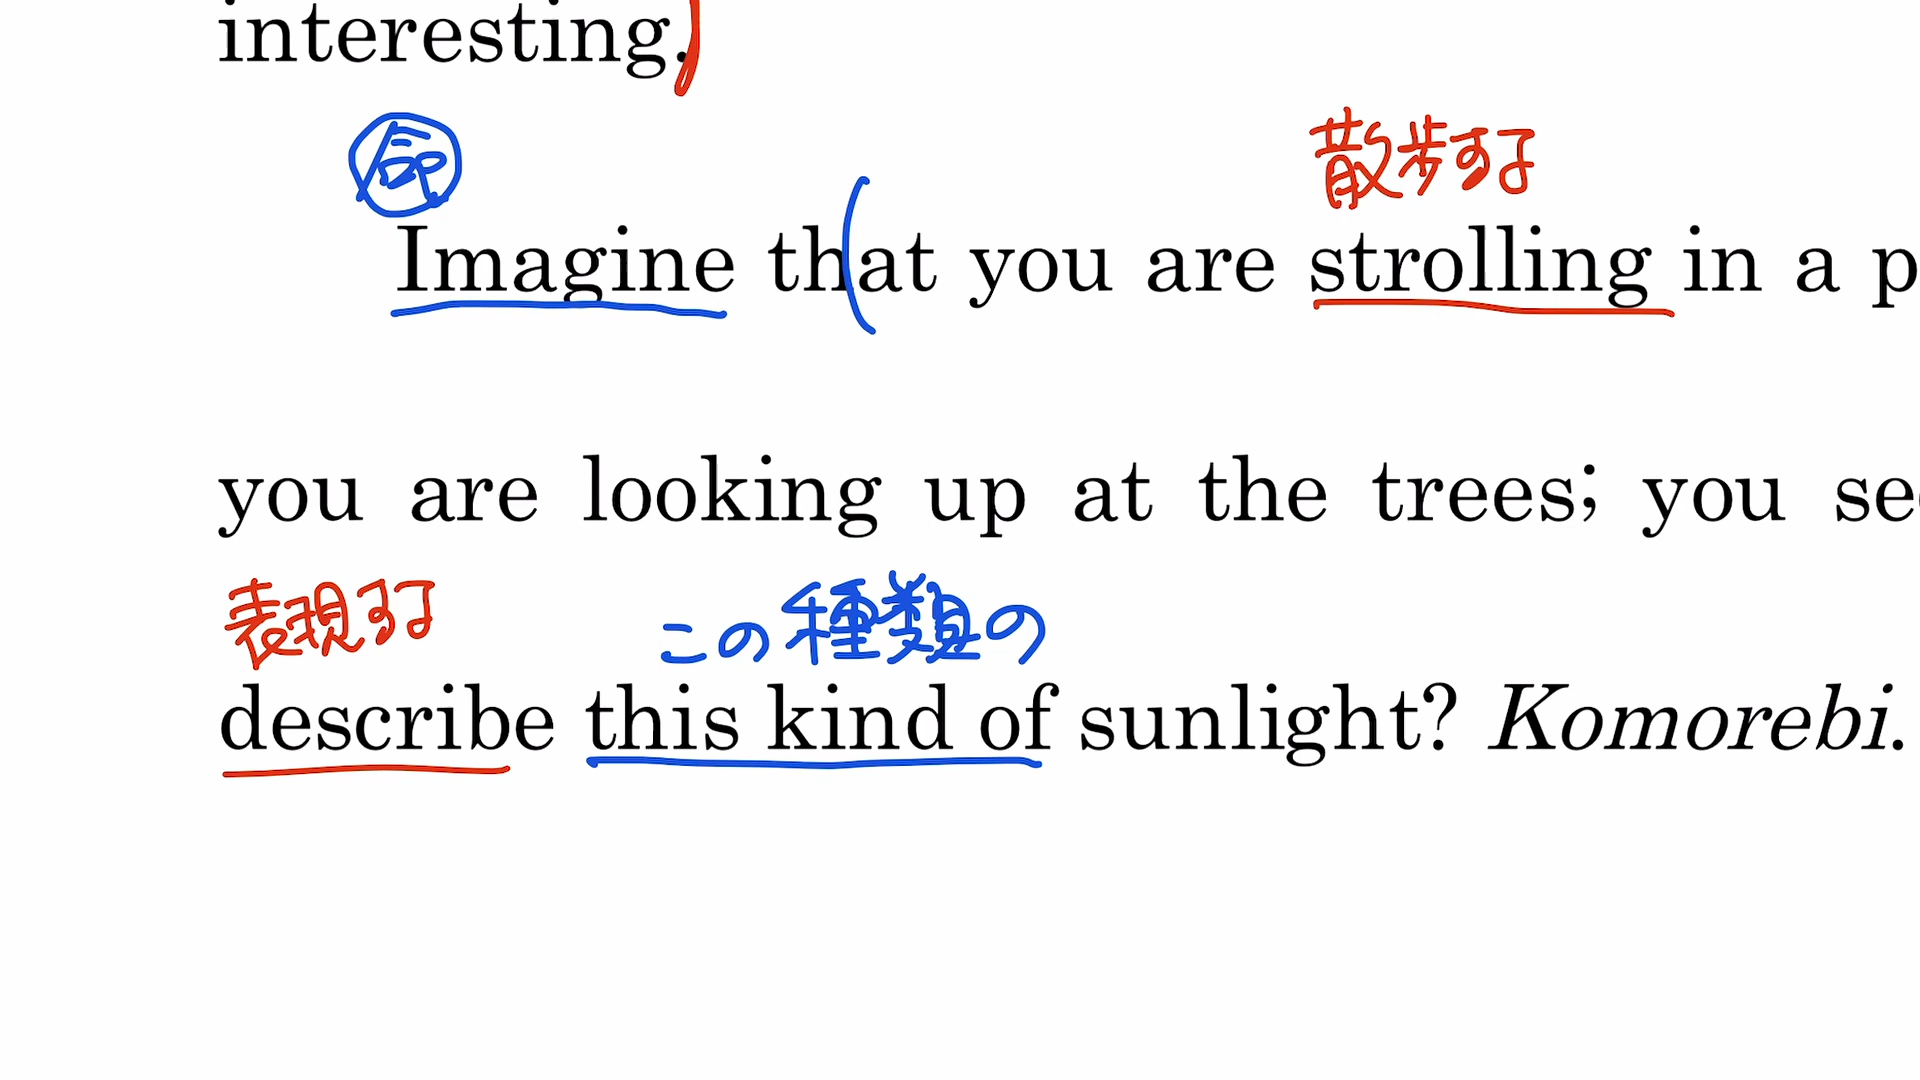 interesting.
命 散歩する
Imagine that you are strolling in a p
you are looking up at the trees; you se
表現する この種類の
describe this kind of sunlight? Komorebi.